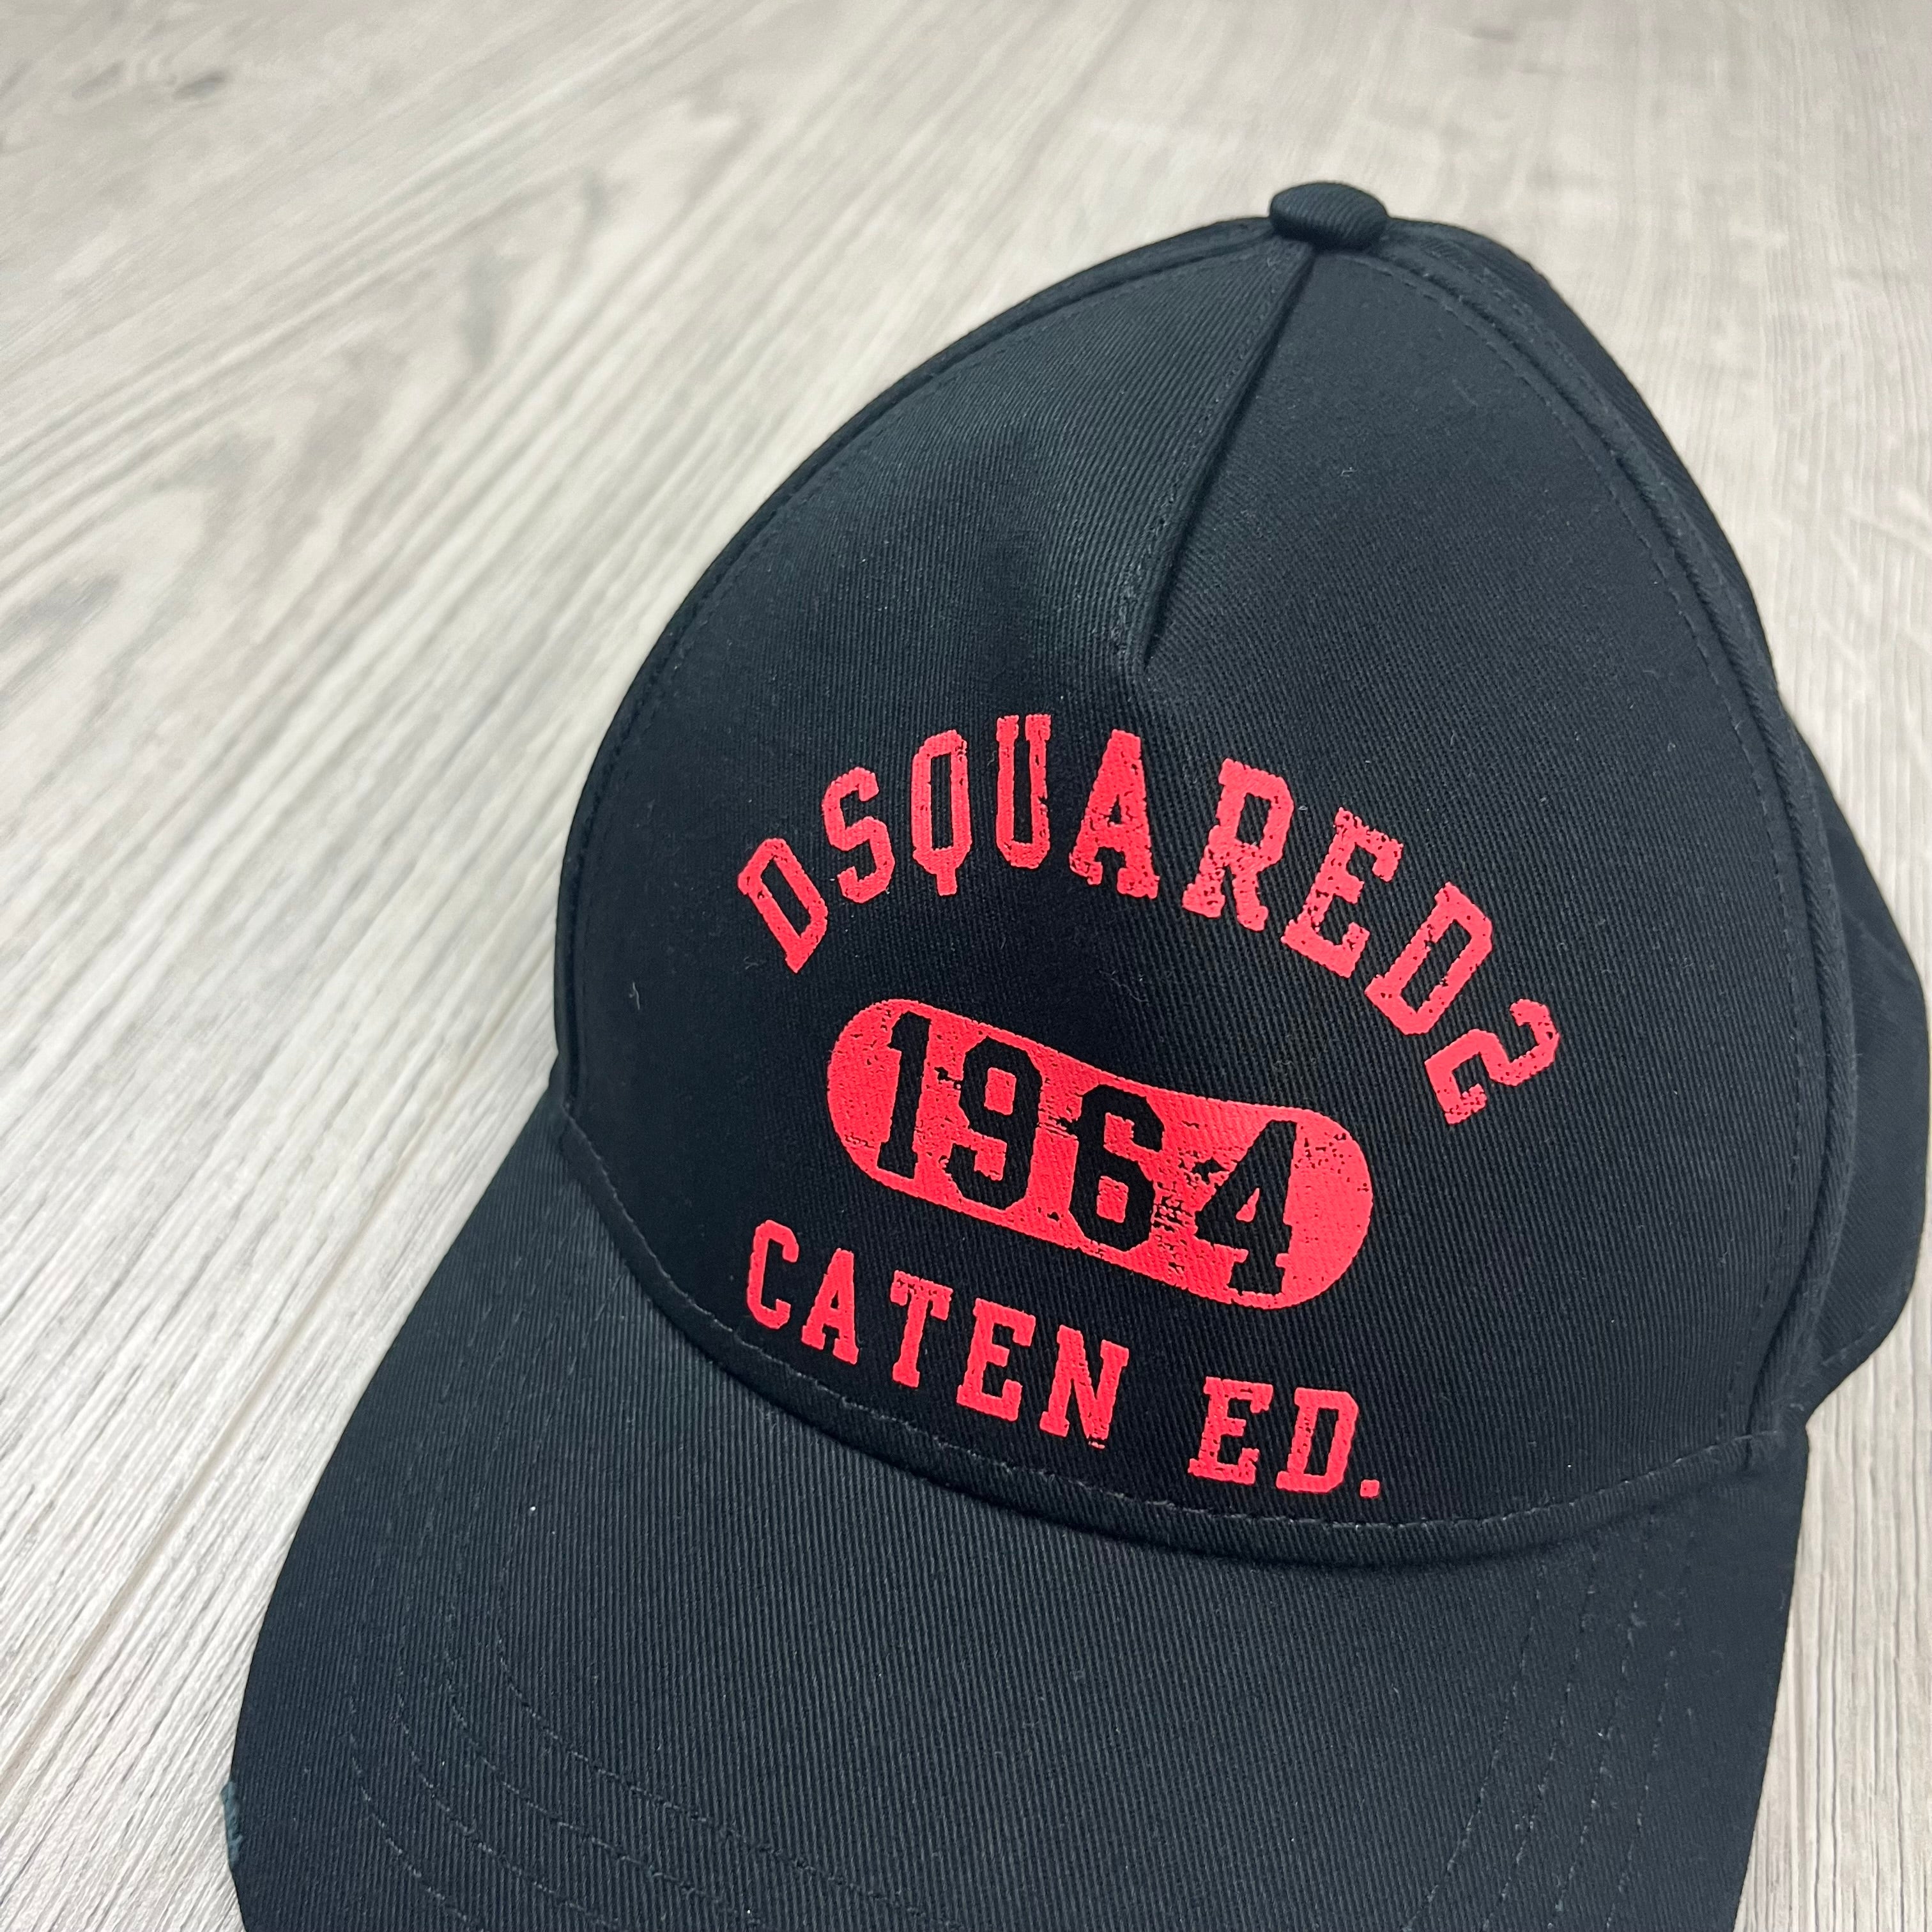 DSQUARED2
1964
CATEN ED.